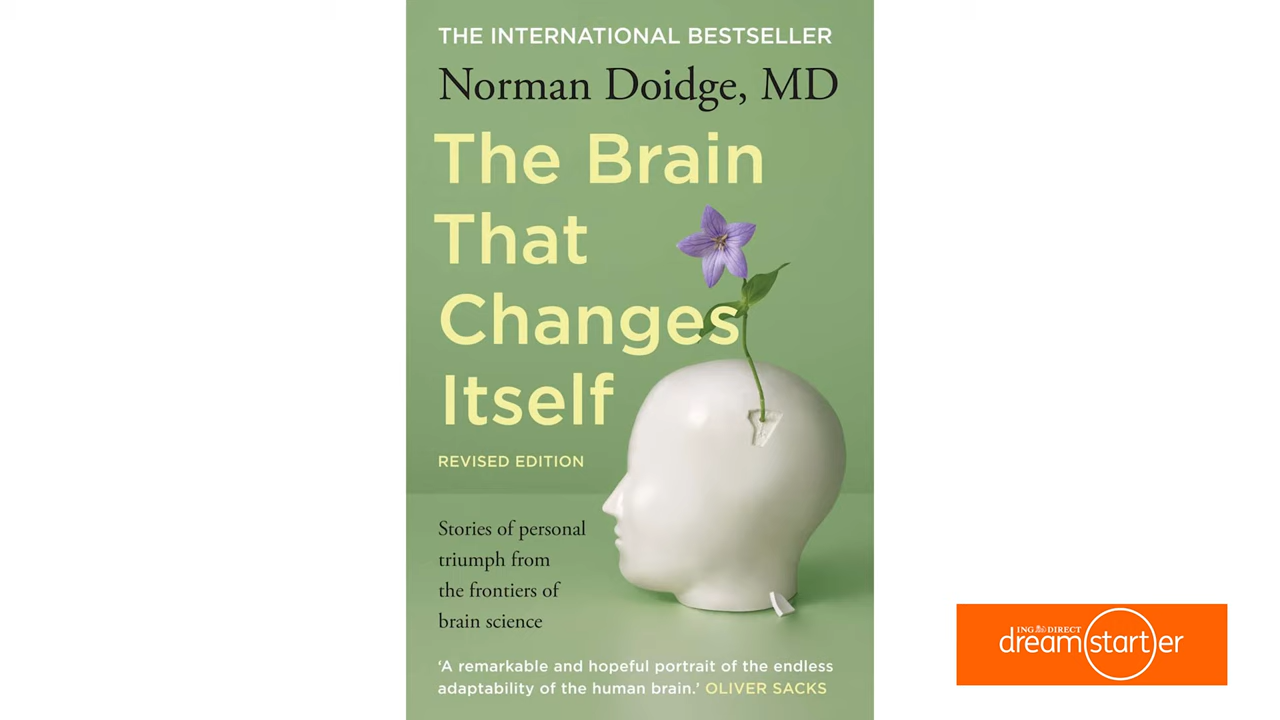 THE INTERNATIONAL BESTSELLER
Norman Doidge, MD
The Brain
That
Changes
Itself
REVISED EDITION
Stories of personal
triumph from
the frontiers of
brain science
‘A remarkable and hopeful portrait of the endless
adaptability of the human brain.’ OLIVER SACKS
ING DIRECT
dreamstarter